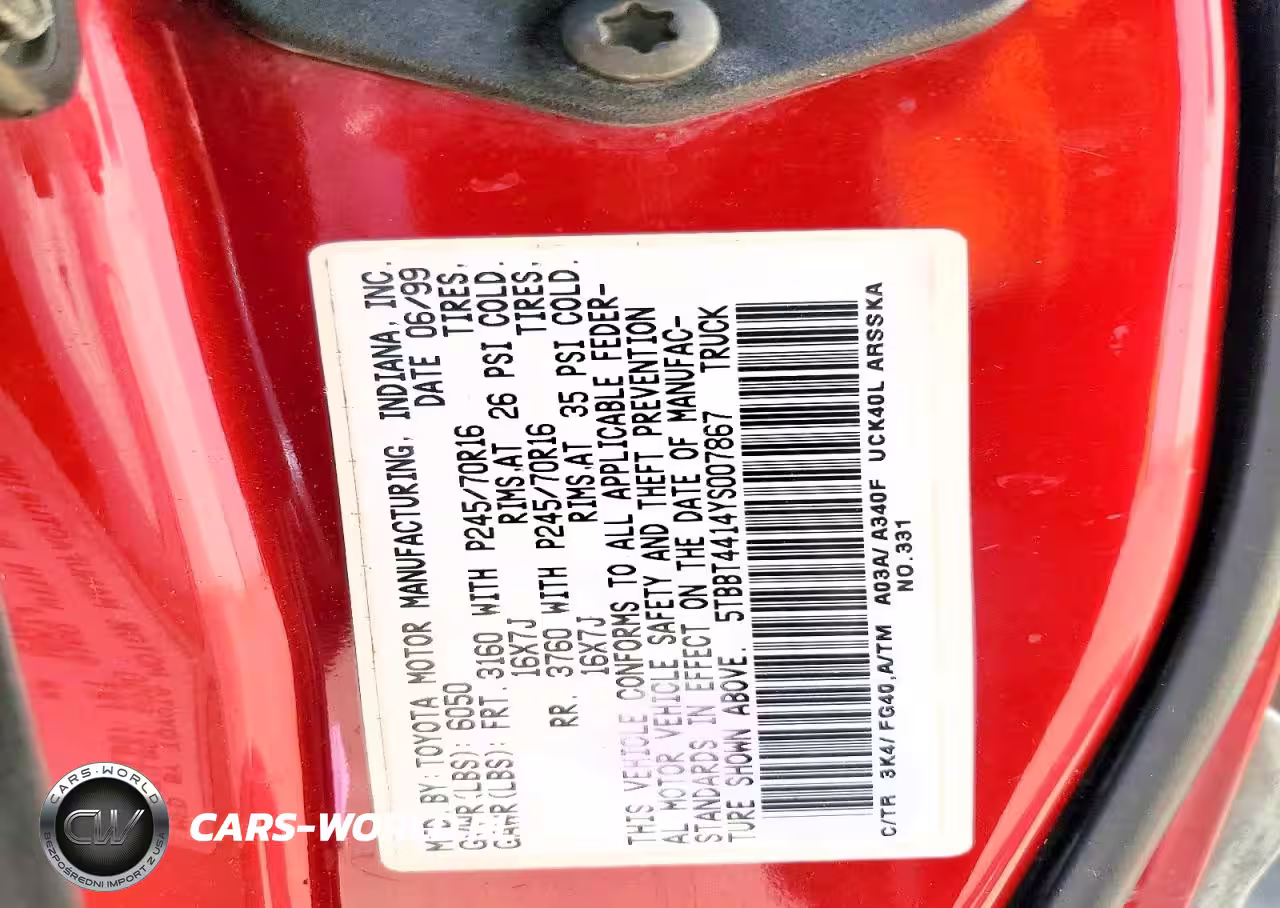 MFD.BY:TOYOTA MOTOR MANUFACTURING, INDIANA, INC.
GVWR(LBS): 6050 DATE 06/99
GAWR(LBS): FRT. 3160 WITH P245/70R16 TIRES,
16X7J RIMS,AT 26 PSI COLD.
RR. 3760 WITH P245/70R16 TIRES,
16X7J RIMS,AT 35 PSI COLD.
THIS VEHICLE CONFORMS TO ALL APPLICABLE FEDER-
AL MOTOR VEHICLE SAFETY AND THEFT PREVENTION
STANDARDS IN EFFECT ON THE DATE OF MANUFAC-
TURE SHOWN ABOVE. 5TBBT4414YS007867 TRUCK
C/TR 3K4/FG40,A/TM A03A/A340F UCK40L ARSSKA
NO.331
CARS-WORLD
CW
BEZPOŚREDNI IMPORT Z USA